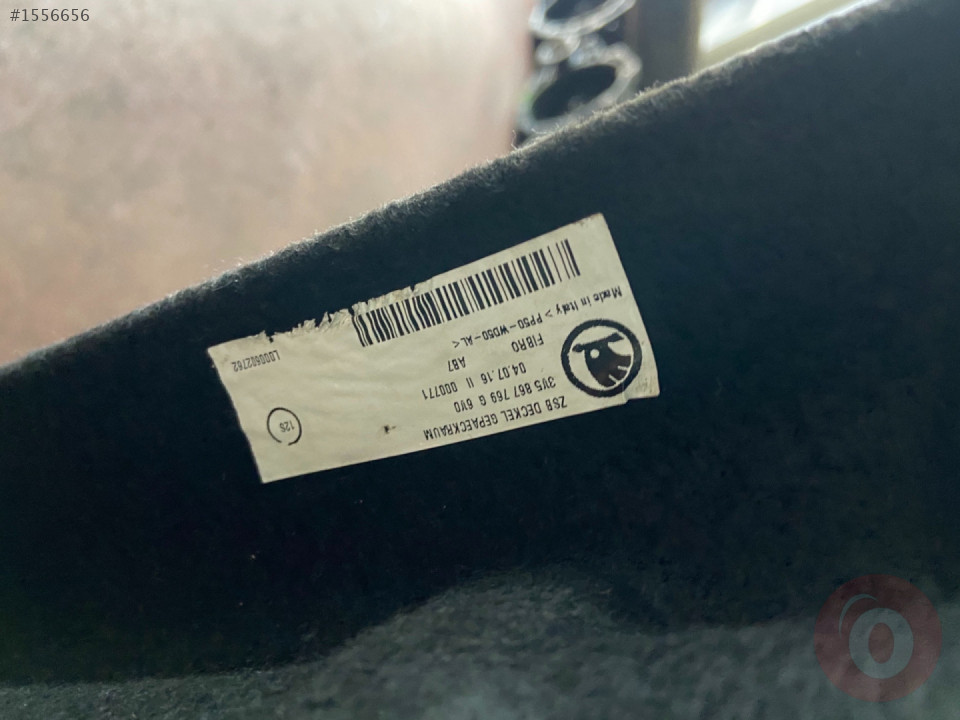 #1556656
ZSB DECKEL GEPAECKRAUM
3V5 867 769 G 6V0
04.07.16 II 000771
A87
FIBRO
Made in Italy > PP50-WD50-AL<
126
L000602762